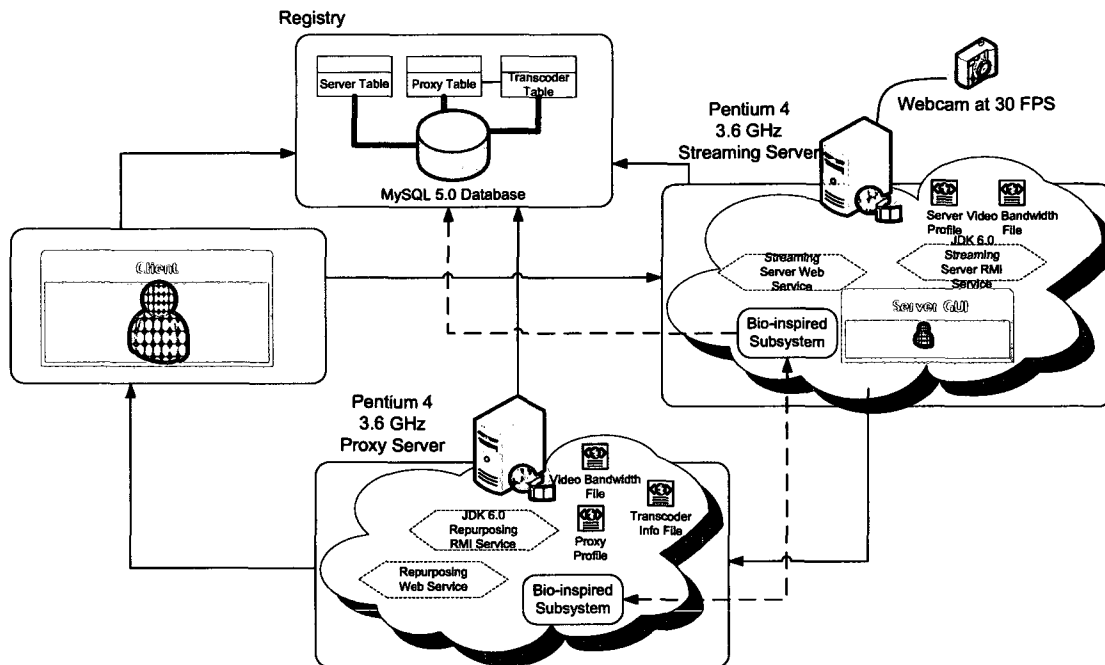 Registry
Server Table
Proxy Table
Transcoder
Table
MySQL 5.0 Database
Webcam at 30 FPS
Pentium 4
3.6 GHz
Streaming Server
Server
Profile
Video Bandwidth
File
Streaming
Server Web
Service
JDK 6.0
Streaming
Server RMI
Service
Server GUI
Bio-inspired
Subsystem
Client
Pentium 4
3.6 GHz
Proxy Server
Video Bandwidth
File
Transcoder
Info File
Proxy
Profile
JDK 6.0
Repurposing
RMI Service
Repurposing
Web Service
Bio-inspired
Subsystem